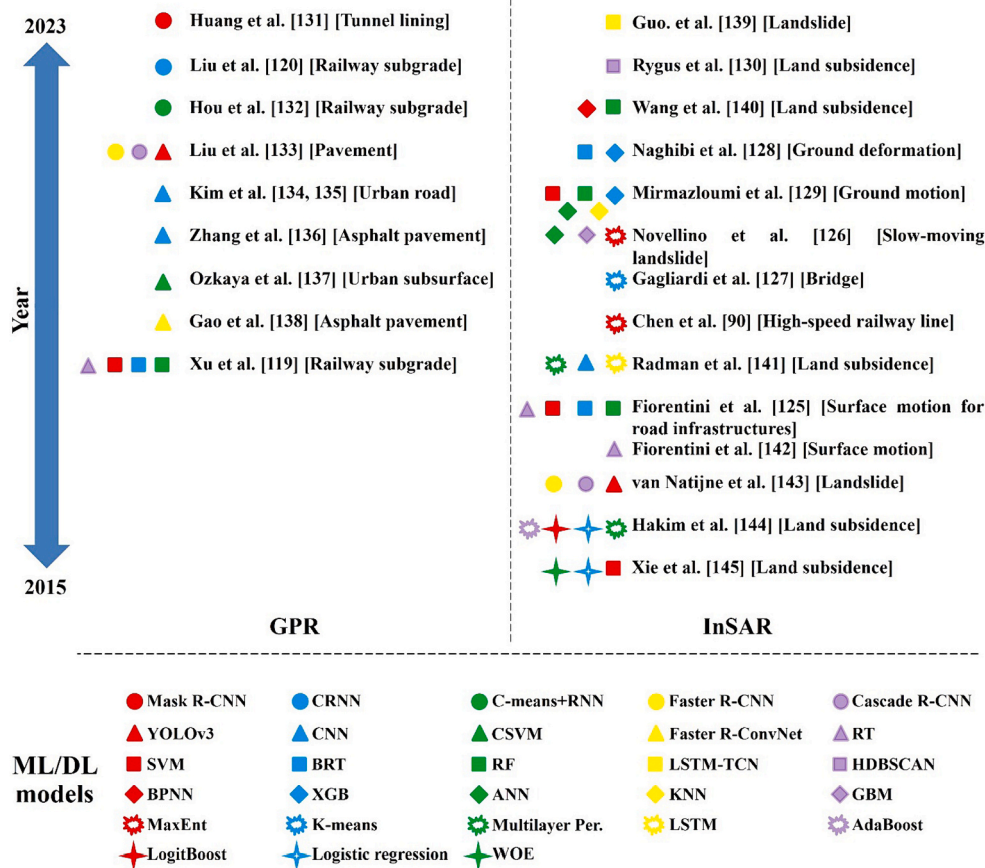 2023
Year
2015
Huang et al. [131] [Tunnel lining]
Liu et al. [120] [Railway subgrade]
Hou et al. [132] [Railway subgrade]
Liu et al. [133] [Pavement]
Kim et al. [134, 135] [Urban road]
Zhang et al. [136] [Asphalt pavement]
Ozkaya et al. [137] [Urban subsurface]
Gao et al. [138] [Asphalt pavement]
Xu et al. [119] [Railway subgrade]
GPR
Guo. et al. [139] [Landslide]
Rygus et al. [130] [Land subsidence]
Wang et al. [140] [Land subsidence]
Naghibi et al. [128] [Ground deformation]
Mirmazloumi et al. [129] [Ground motion]
Novellino et al. [126] [Slow-moving
landslide]
Gagliardi et al. [127] [Bridge]
Chen et al. [90] [High-speed railway line]
Radman et al. [141] [Land subsidence]
Fiorentini et al. [125] [Surface motion for
road infrastructures]
Fiorentini et al. [142] [Surface motion]
van Natijne et al. [143] [Landslide]
Hakim et al. [144] [Land subsidence]
Xie et al. [145] [Land subsidence]
InSAR
ML/DL
models
Mask R-CNN CRNN C-means+RNN Faster R-CNN Cascade R-CNN
YOLOv3 CNN CSVM Faster R-ConvNet RT
SVM BRT RF LSTM-TCN HDBSCAN
BPNN XGB ANN KNN GBM
MaxEnt K-means Multilayer Per. LSTM AdaBoost
LogitBoost Logistic regression WOE